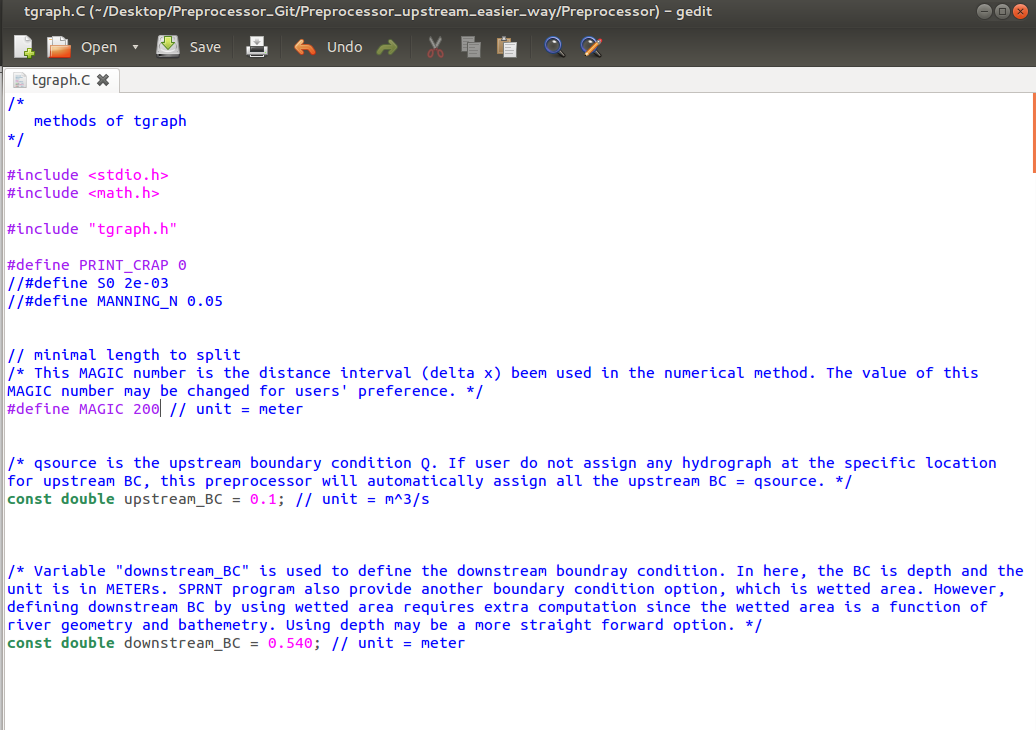 tgraph.C (~/Desktop/Preprocessor_Git/Preprocessor_upstream_easier_way/Preprocessor) – gedit
Open Save Undo
tgraph.C
/*
methods of tgraph
*/
#include <stdio.h>
#include <math.h>
#include "tgraph.h"
#define PRINT_CRAP 0
//#define S0 2e-03
//#define MANNING_N 0.05
// minimal length to split
/* This MAGIC number is the distance interval (delta x) beem used in the numerical method. The value of this
MAGIC number may be changed for users' preference. */
#define MAGIC 200 // unit = meter
/* qsource is the upstream boundary condition Q. If user do not assign any hydrograph at the specific location
for upstream BC, this preprocessor will automatically assign all the upstream BC = qsource. */
const double upstream_BC = 0.1; // unit = m^3/s
/* Variable "downstream_BC" is used to define the downstream boundray condition. In here, the BC is depth and the
unit is in METERs. SPRNT program also provide another boundary condition option, which is wetted area. However,
defining downstream BC by using wetted area requires extra computation since the wetted area is a function of
river geometry and bathemetry. Using depth may be a more straight forward option. */
const double downstream_BC = 0.540; // unit = meter